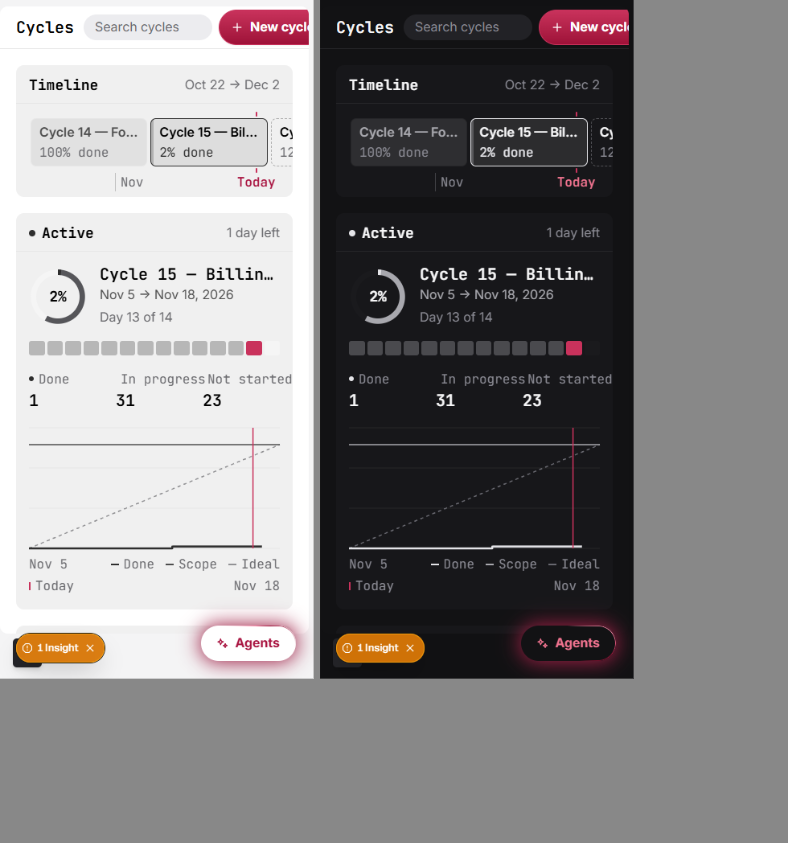 Cycles Search cycles + New cycl
Timeline Oct 22 → Dec 2
Cycle 14 — Fo… Cycle 15 — Bil… Cy
100% done 2% done 12
Nov Today
Active 1 day left
2%
Cycle 15 — Billin…
Nov 5 → Nov 18, 2026
Day 13 of 14
Done In progress Not started
1 31 23
Nov 5 Done Scope Ideal
Today Nov 18
1 Insight ×
Agents
Cycles Search cycles + New cycl
Timeline Oct 22 → Dec 2
Cycle 14 — Fo… Cycle 15 — Bil… Cy
100% done 2% done 12
Nov Today
Active 1 day left
2%
Cycle 15 — Billin…
Nov 5 → Nov 18, 2026
Day 13 of 14
Done In progress Not started
1 31 23
Nov 5 Done Scope Ideal
Today Nov 18
1 Insight ×
Agents